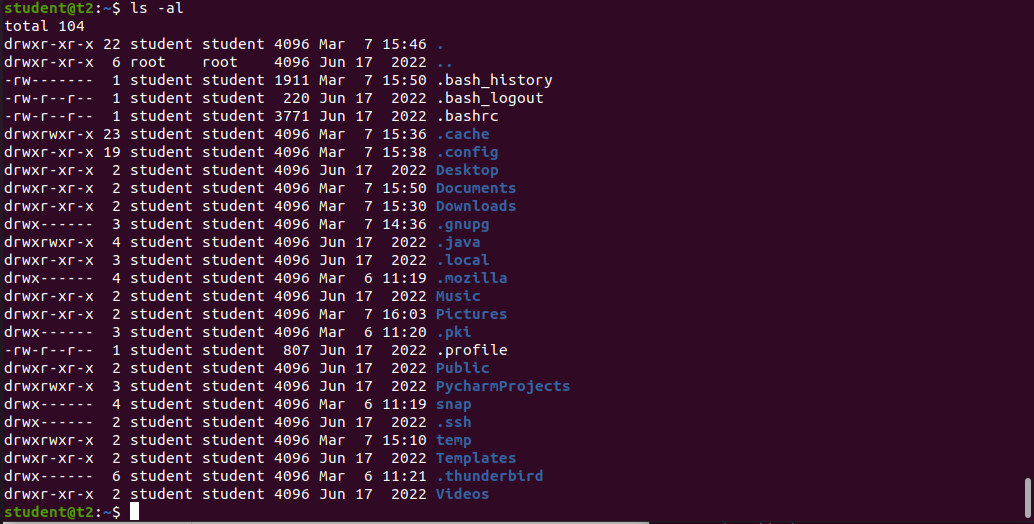 student@t2:~$ ls -al
total 104
drwxr-xr-x 22 student student 4096 Mar  7 15:46 .
drwxr-xr-x  6 root    root    4096 Jun 17  2022 ..
-rw-------  1 student student 1911 Mar  7 15:50 .bash_history
-rw-r--r--  1 student student  220 Jun 17  2022 .bash_logout
-rw-r--r--  1 student student 3771 Jun 17  2022 .bashrc
drwxrwxr-x 23 student student 4096 Mar  7 15:36 .cache
drwxr-xr-x 19 student student 4096 Mar  7 15:38 .config
drwxr-xr-x  2 student student 4096 Jun 17  2022 Desktop
drwxr-xr-x  2 student student 4096 Mar  7 15:50 Documents
drwxr-xr-x  2 student student 4096 Mar  7 15:30 Downloads
drwx------  3 student student 4096 Mar  7 14:36 .gnupg
drwxrwxr-x  4 student student 4096 Jun 17  2022 .java
drwxr-xr-x  3 student student 4096 Jun 17  2022 .local
drwx------  4 student student 4096 Mar  6 11:19 .mozilla
drwxr-xr-x  2 student student 4096 Jun 17  2022 Music
drwxr-xr-x  2 student student 4096 Mar  7 16:03 Pictures
drwx------  3 student student 4096 Mar  6 11:20 .pki
-rw-r--r--  1 student student  807 Jun 17  2022 .profile
drwxr-xr-x  2 student student 4096 Jun 17  2022 Public
drwxrwxr-x  3 student student 4096 Jun 17  2022 PycharmProjects
drwx------  4 student student 4096 Mar  6 11:19 snap
drwx------  2 student student 4096 Jun 17  2022 .ssh
drwxrwxr-x  2 student student 4096 Mar  7 15:10 temp
drwxr-xr-x  2 student student 4096 Jun 17  2022 Templates
drwx------  6 student student 4096 Mar  6 11:21 .thunderbird
drwxr-xr-x  2 student student 4096 Jun 17  2022 Videos
student@t2:~$